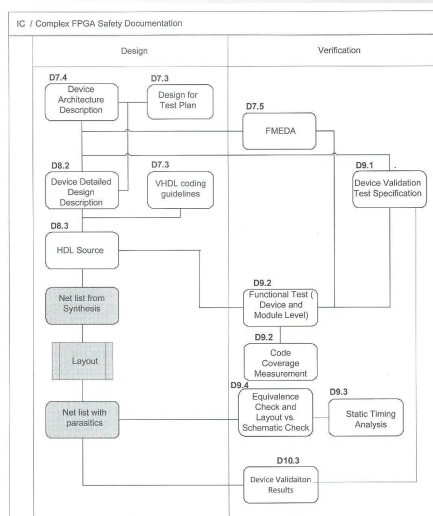 IC / Complex FPGA Safety Documentation
Design
Verification
D7.4
Device
Architecture
Description
D7.3
Design for
Test Plan
D7.5
FMEDA
D8.2
Device Detailed
Design
Description
D7.3
VHDL coding
guidelines
D9.1
Device Validation
Test Specification
D8.3
HDL Source
Net list from
Synthesis
D9.2
Functional Test (
Device and
Module Level)
Layout
D9.2
Code
Coverage
Measurement
Net list with
parasitics
D9.4
Equivalence
Check and
Layout vs.
Schematic Check
D9.3
Static Timing
Analysis
D10.3
Device Validaiton
Results